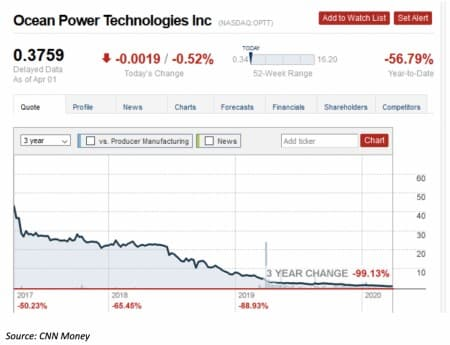 Ocean Power Technologies Inc (NASDAQ:OPTT)
Add to Watch List Set Alert
0.3759
Delayed Data
As of Apr 01
-0.0019 / -0.52%
Today's Change
TODAY
0.34 16.20
52-Week Range
-56.79%
Year-to-Date
Quote Profile News Charts Forecasts Financials Shareholders Competitors
3 year vs. Producer Manufacturing News Add ticker Chart
60
50
40
30
20
10
3 YEAR CHANGE -99.13%
2017 2018 2019 2020
-50.23% -65.45% -88.93%
Source: CNN Money